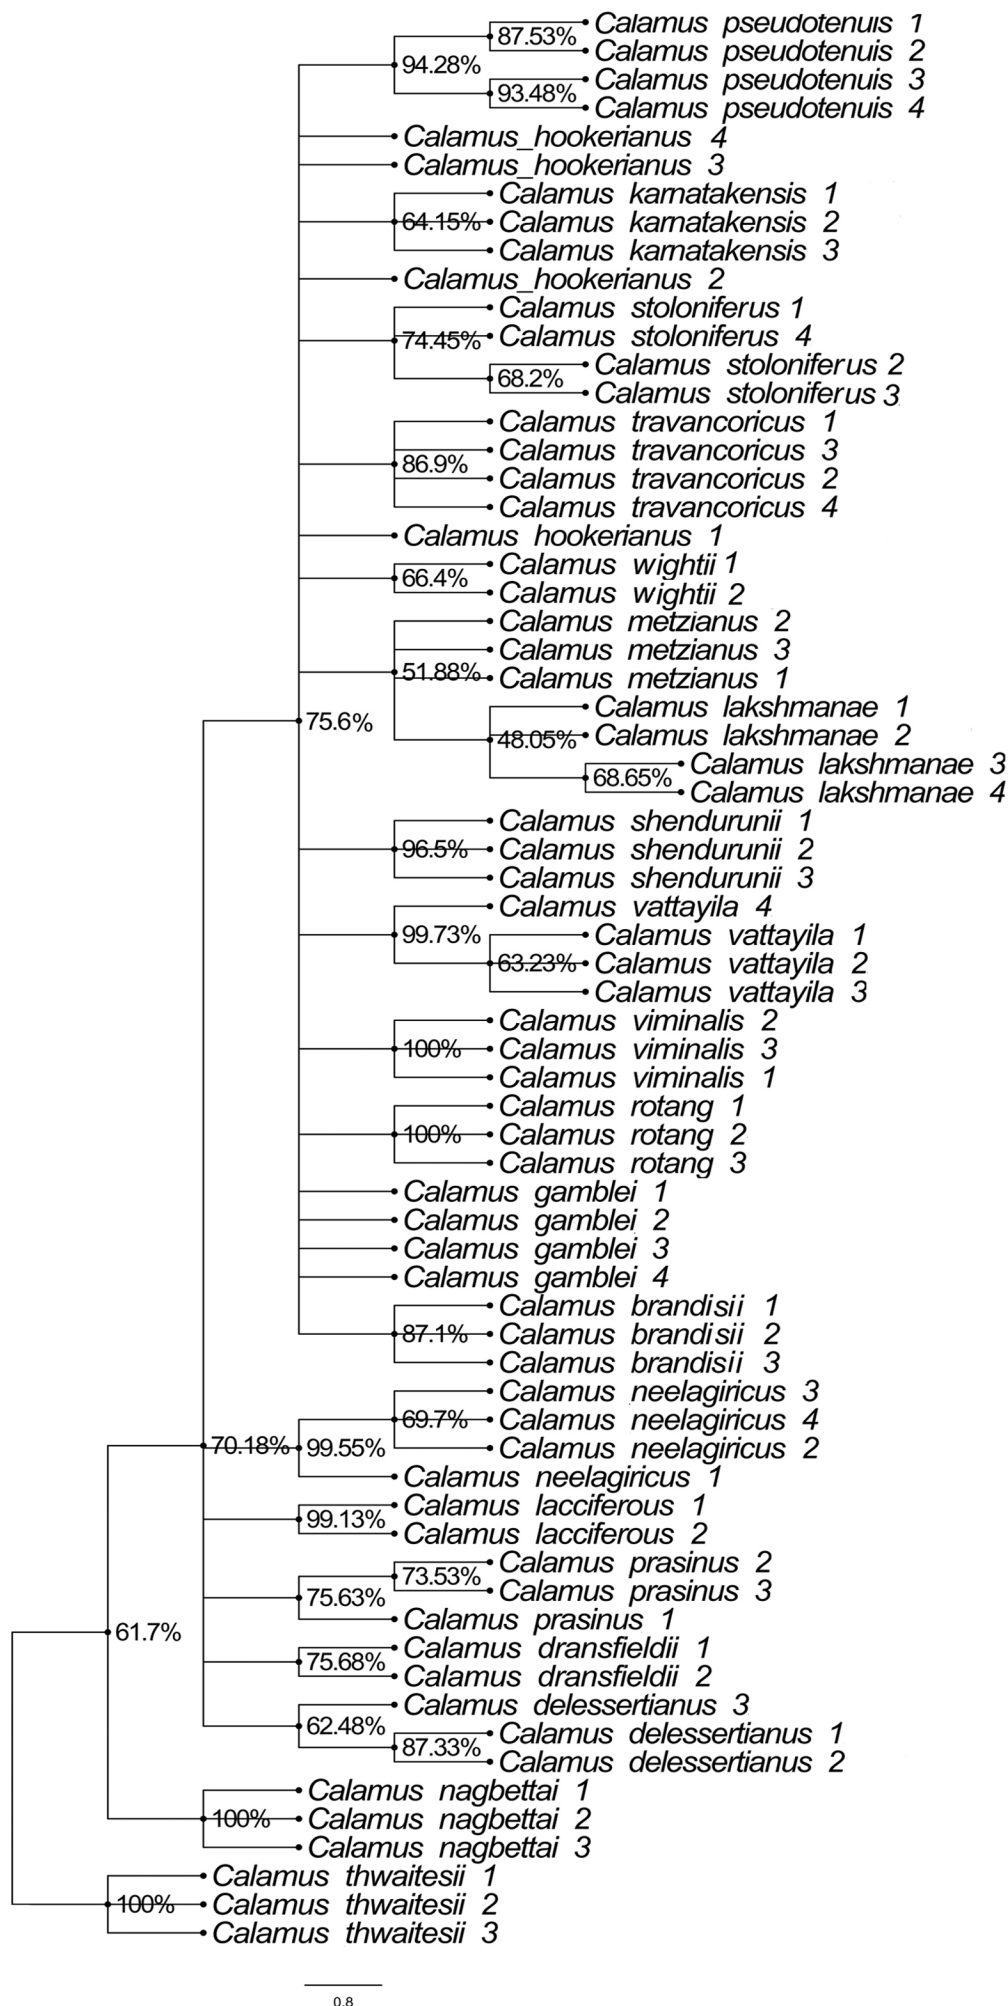 Calamus pseudotenuis 1
87.53%
Calamus pseudotenuis 2
94.28%
Calamus pseudotenuis 3
93.48%
Calamus pseudotenuis 4
Calamus_hookerianus 4
Calamus_hookerianus 3
Calamus karnatakensis 1
64.15% Calamus karnatakensis 2
Calamus karnatakensis 3
Calamus_hookerianus 2
Calamus stoloniferus 1
74.45% Calamus stoloniferus 4
Calamus stoloniferus 2
68.2%
Calamus stoloniferus 3
Calamus travancoricus 1
Calamus travancoricus 3
86.9%
Calamus travancoricus 2
Calamus travancoricus 4
Calamus hookerianus 1
Calamus wightii 1
66.4%
Calamus wightii 2
Calamus metzianus 2
Calamus metzianus 3
51.88% Calamus metzianus 1
Calamus lakshmanae 1
75.6%
48.05% Calamus lakshmanae 2
Calamus lakshmanae 3
68.65%
Calamus lakshmanae 4
Calamus shendurunii 1
96.5% Calamus shendurunii 2
Calamus shendurunii 3
Calamus vattayila 4
99.73% Calamus vattayila 1
63.23% Calamus vattayila 2
Calamus vattayila 3
Calamus viminalis 2
100% Calamus viminalis 3
Calamus viminalis 1
Calamus rotang 1
100% Calamus rotang 2
Calamus rotang 3
Calamus gamblei 1
Calamus gamblei 2
Calamus gamblei 3
Calamus gamblei 4
Calamus brandisii 1
87.1% Calamus brandisii 2
Calamus brandisii 3
Calamus neelagiricus 3
69.7% Calamus neelagiricus 4
70.18% 99.55% Calamus neelagiricus 2
Calamus neelagiricus 1
Calamus lacciferous 1
99.13%
Calamus lacciferous 2
Calamus prasinus 2
73.53%
Calamus prasinus 3
75.63%
Calamus prasinus 1
61.7%
Calamus dransfieldii 1
75.68%
Calamus dransfieldii 2
Calamus delessertianus 3
62.48%
Calamus delessertianus 1
87.33%
Calamus delessertianus 2
Calamus nagbettai 1
100% Calamus nagbettai 2
Calamus nagbettai 3
Calamus thwaitesii 1
100% Calamus thwaitesii 2
Calamus thwaitesii 3
0.8